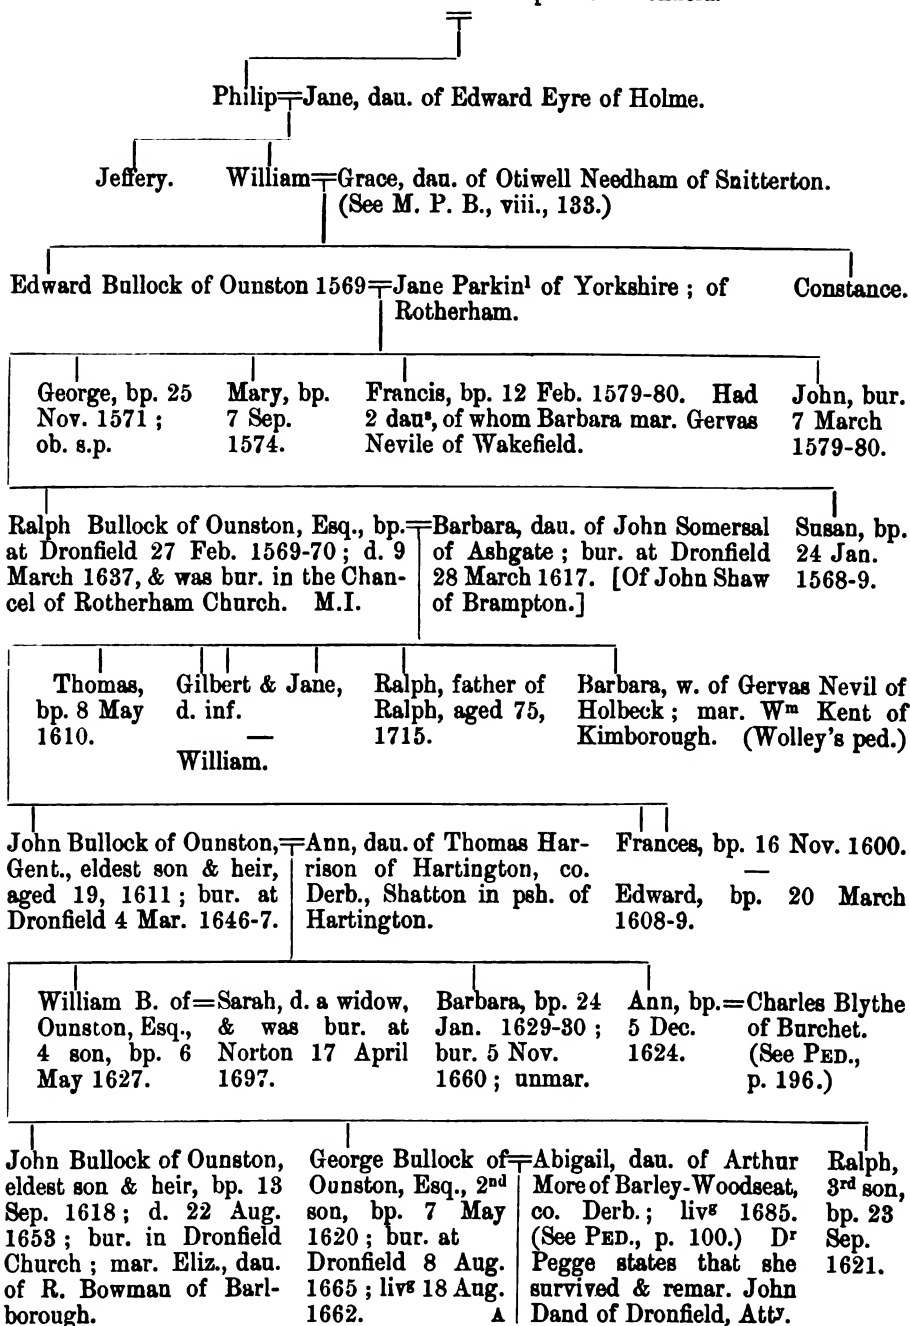 Philip=Jane, dau. of Edward Eyre of Holme.
Jeffery. William=Grace, dau. of Otiwell Needham of Snitterton.
(See M. P. B., viii., 133.)
Edward Bullock of Ounston 1569=Jane Parkin¹ of Yorkshire ; of
Rotherham.
Constance.
George, bp. 25
Nov. 1571 ;
ob. s.p.
Mary, bp.
7 Sep.
1574.
Francis, bp. 12 Feb. 1579-80. Had
2 dauˢ, of whom Barbara mar. Gervas
Nevile of Wakefield.
John, bur.
7 March
1579-80.
Ralph Bullock of Ounston, Esq., bp.=
at Dronfield 27 Feb. 1569-70 ; d. 9
March 1637, & was bur. in the Chan-
cel of Rotherham Church. M.I.
Barbara, dau. of John Somersal
of Ashgate ; bur. at Dronfield
28 March 1617. [Of John Shaw
of Brampton.]
Susan, bp.
24 Jan.
1568-9.
Thomas,
bp. 8 May
1610.
Gilbert & Jane,
d. inf.
—
William.
Ralph, father of
Ralph, aged 75,
1715.
Barbara, w. of Gervas Nevil of
Holbeck ; mar. Wᵐ Kent of
Kimborough. (Wolley's ped.)
John Bullock of Ounston,=
Gent., eldest son & heir,
aged 19, 1611 ; bur. at
Dronfield 4 Mar. 1646-7.
Ann, dau. of Thomas Har-
rison of Hartington, co.
Derb., Shatton in psh. of
Hartington.
Frances, bp. 16 Nov. 1600.
—
Edward, bp. 20 March
1608-9.
William B. of=
Ounston, Esq.,
4 son, bp. 6
May 1627.
Sarah, d. a widow,
& was bur. at
Norton 17 April
1697.
Barbara, bp. 24
Jan. 1629-30 ;
bur. 5 Nov.
1660 ; unmar.
Ann, bp.=
5 Dec.
1624.
Charles Blythe
of Burchet.
(See PED.,
p. 196.)
John Bullock of Ounston,
eldest son & heir, bp. 13
Sep. 1618 ; d. 22 Aug.
1653 ; bur. in Dronfield
Church ; mar. Eliz., dau.
of R. Bowman of Barl-
borough.
George Bullock of=
Ounston, Esq., 2ⁿᵈ
son, bp. 7 May
1620 ; bur. at
Dronfield 8 Aug.
1665 ; livᵍ 18 Aug.
1662. A
Abigail, dau. of Arthur
More of Barley-Woodseat,
co. Derb. ; livᵍ 1685.
(See PED., p. 100.) Dʳ
Pegge states that she
survived & remar. John
Dand of Dronfield, Attʸ.
Ralph,
3ʳᵈ son,
bp. 23
Sep.
1621.